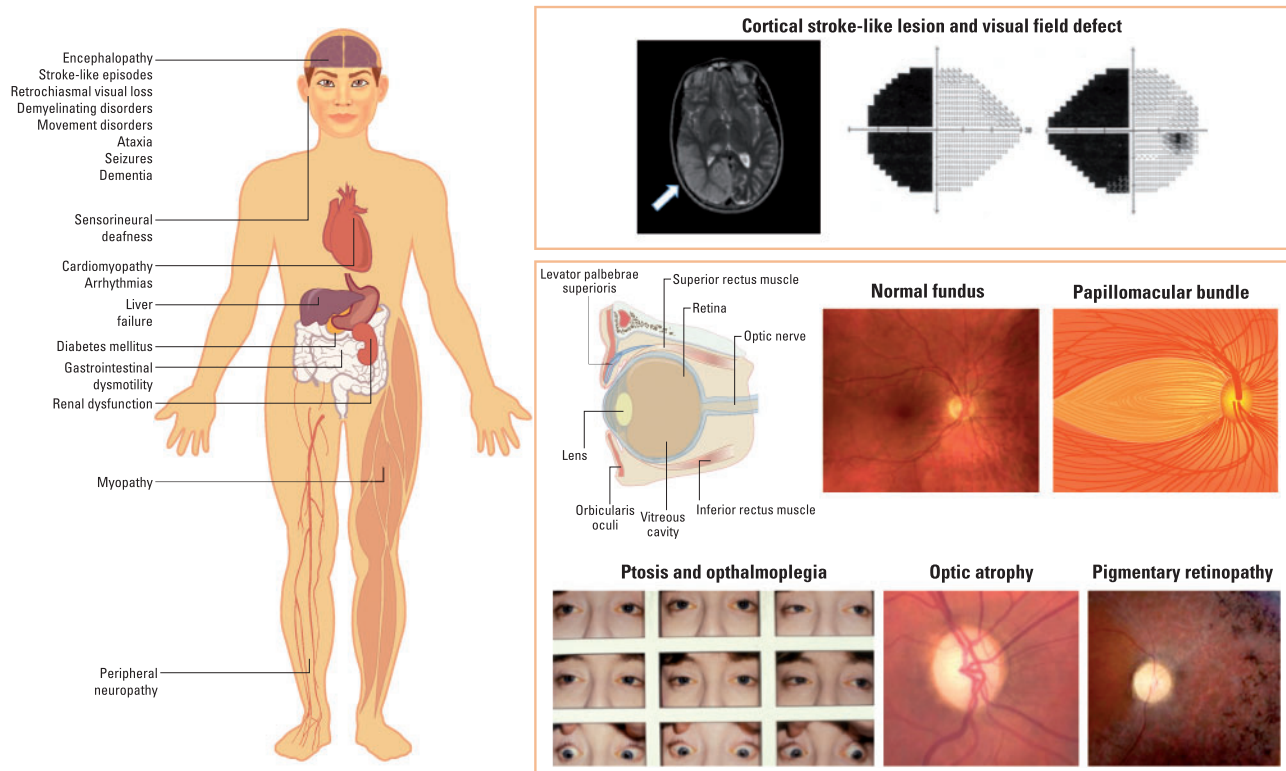 Encephalopathy
Stroke-like episodes
Retrochiasmal visual loss
Demyelinating disorders
Movement disorders
Ataxia
Seizures
Dementia
Sensorineural
deafness
Cardiomyopathy
Arrhythmias
Liver
failure
Diabetes mellitus
Gastrointestinal
dysmotility
Renal dysfunction
Myopathy
Peripheral
neuropathy
Cortical stroke-like lesion and visual field defect
30
Levator palbebrae
superioris
Superior rectus muscle
Retina
Optic nerve
Lens
Orbicularis
oculi
Vitreous
cavity
Inferior rectus muscle
Normal fundus
Papillomacular bundle
Ptosis and opthalmoplegia
Optic atrophy
Pigmentary retinopathy